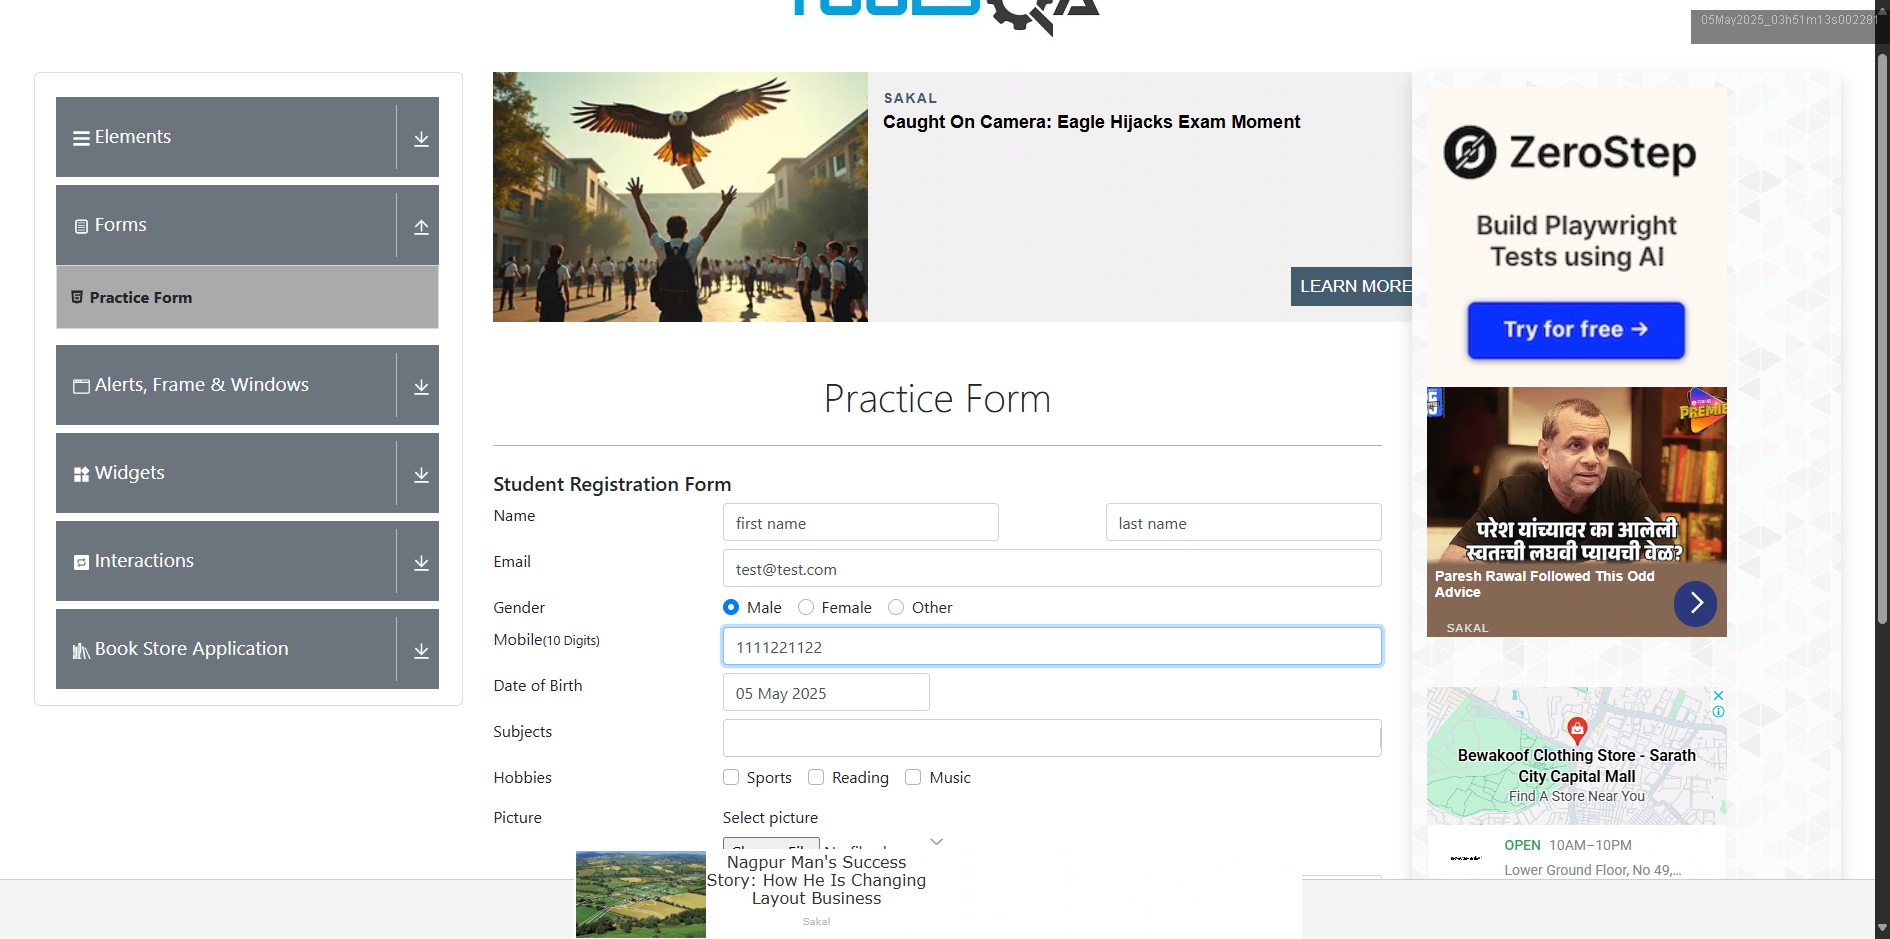 TOOLSQA
05May2025_03h51m13s002281
Elements
Forms
Practice Form
Alerts, Frame & Windows
Widgets
Interactions
Book Store Application
SAKAL
Caught On Camera: Eagle Hijacks Exam Moment
LEARN MORE
Practice Form
Student Registration Form
Name
first name
last name
Email
test@test.com
Gender
Male
Female
Other
Mobile(10 Digits)
1111221122
Date of Birth
05 May 2025
Subjects
Hobbies
Sports
Reading
Music
Picture
Select picture
Nagpur Man's Success
Story: How He Is Changing
Layout Business
Sakal
ZeroStep
Build Playwright
Tests using AI
Try for free →
PREMIE
परेश यांच्यावर का आलेली
स्वतःची लघवी प्यायची वेळ?
Paresh Rawal Followed This Odd
Advice
SAKAL
Bewakoof Clothing Store - Sarath
City Capital Mall
Find A Store Near You
OPEN 10AM–10PM
Lower Ground Floor, No 49,...